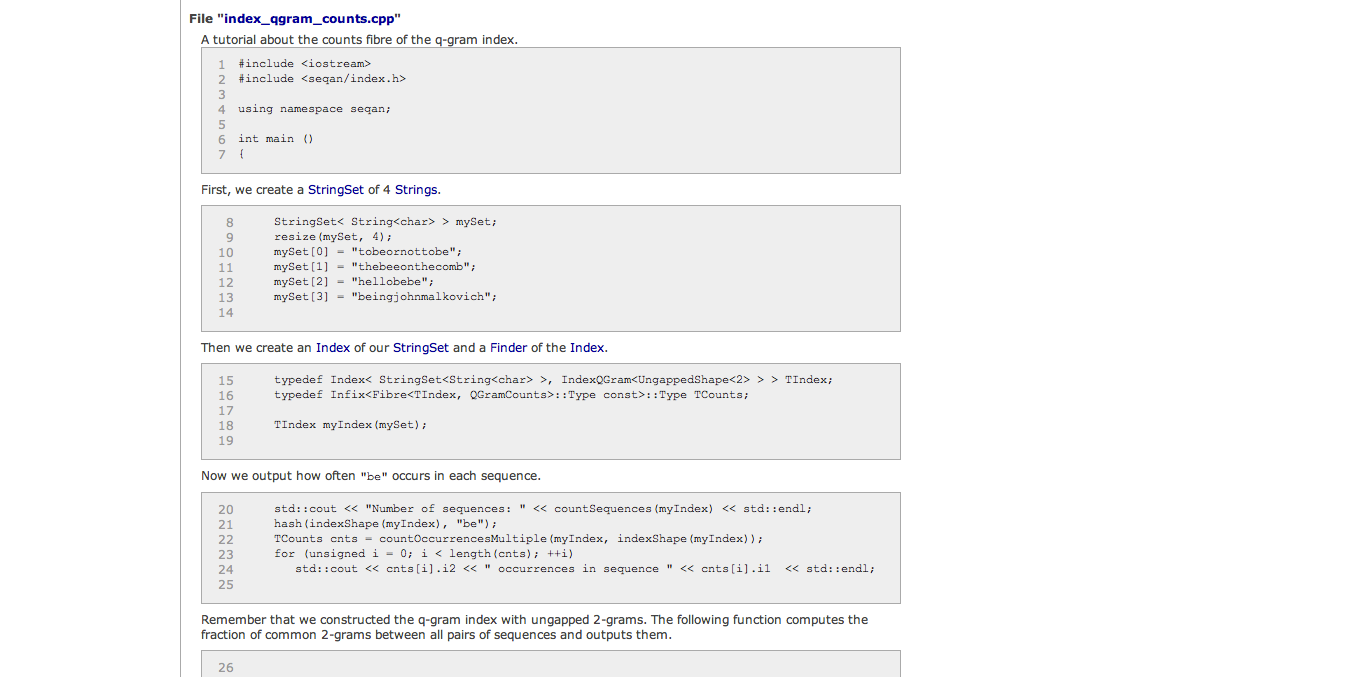 File "index_qgram_counts.cpp"
A tutorial about the counts fibre of the q-gram index.
1 #include <iostream>
2 #include <seqan/index.h>
3
4 using namespace seqan;
5
6 int main ()
7 {
First, we create a StringSet of 4 Strings.
8 StringSet< String<char> > mySet;
9 resize(mySet, 4);
10 mySet[0] = "tobeornottobe";
11 mySet[1] = "thebeeonthecomb";
12 mySet[2] = "hellobebe";
13 mySet[3] = "beingjohnmalkovich";
14
Then we create an Index of our StringSet and a Finder of the Index.
15 typedef Index< StringSet<String<char> >, IndexQGram<UngappedShape<2> > > TIndex;
16 typedef Infix<Fibre<TIndex, QGramCounts>::Type const>::Type TCounts;
17
18 TIndex myIndex(mySet);
19
Now we output how often "be" occurs in each sequence.
20 std::cout << "Number of sequences: " << countSequences(myIndex) << std::endl;
21 hash(indexShape(myIndex), "be");
22 TCounts cnts = countOccurrencesMultiple(myIndex, indexShape(myIndex));
23 for (unsigned i = 0; i < length(cnts); ++i)
24 std::cout << cnts[i].i2 << " occurrences in sequence " << cnts[i].i1  << std::endl;
25
Remember that we constructed the q-gram index with ungapped 2-grams. The following function computes the
fraction of common 2-grams between all pairs of sequences and outputs them.
26